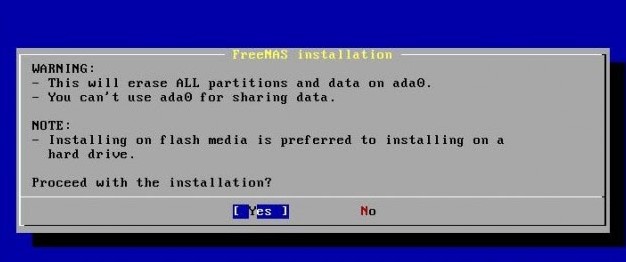 FreeNAS installation
WARNING:
- This will erase ALL partitions and data on ada0.
- You can't use ada0 for sharing data.
NOTE:
- Installing on flash media is preferred to installing on a
hard drive.
Proceed with the installation?
[ Yes ] No